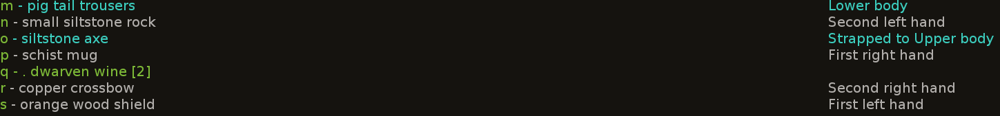 m - pig tail trousers Lower body
n - small siltstone rock Second left hand
o - siltstone axe Strapped to Upper body
p - schist mug First right hand
q - . dwarven wine [2]
r - copper crossbow Second right hand
s - orange wood shield First left hand